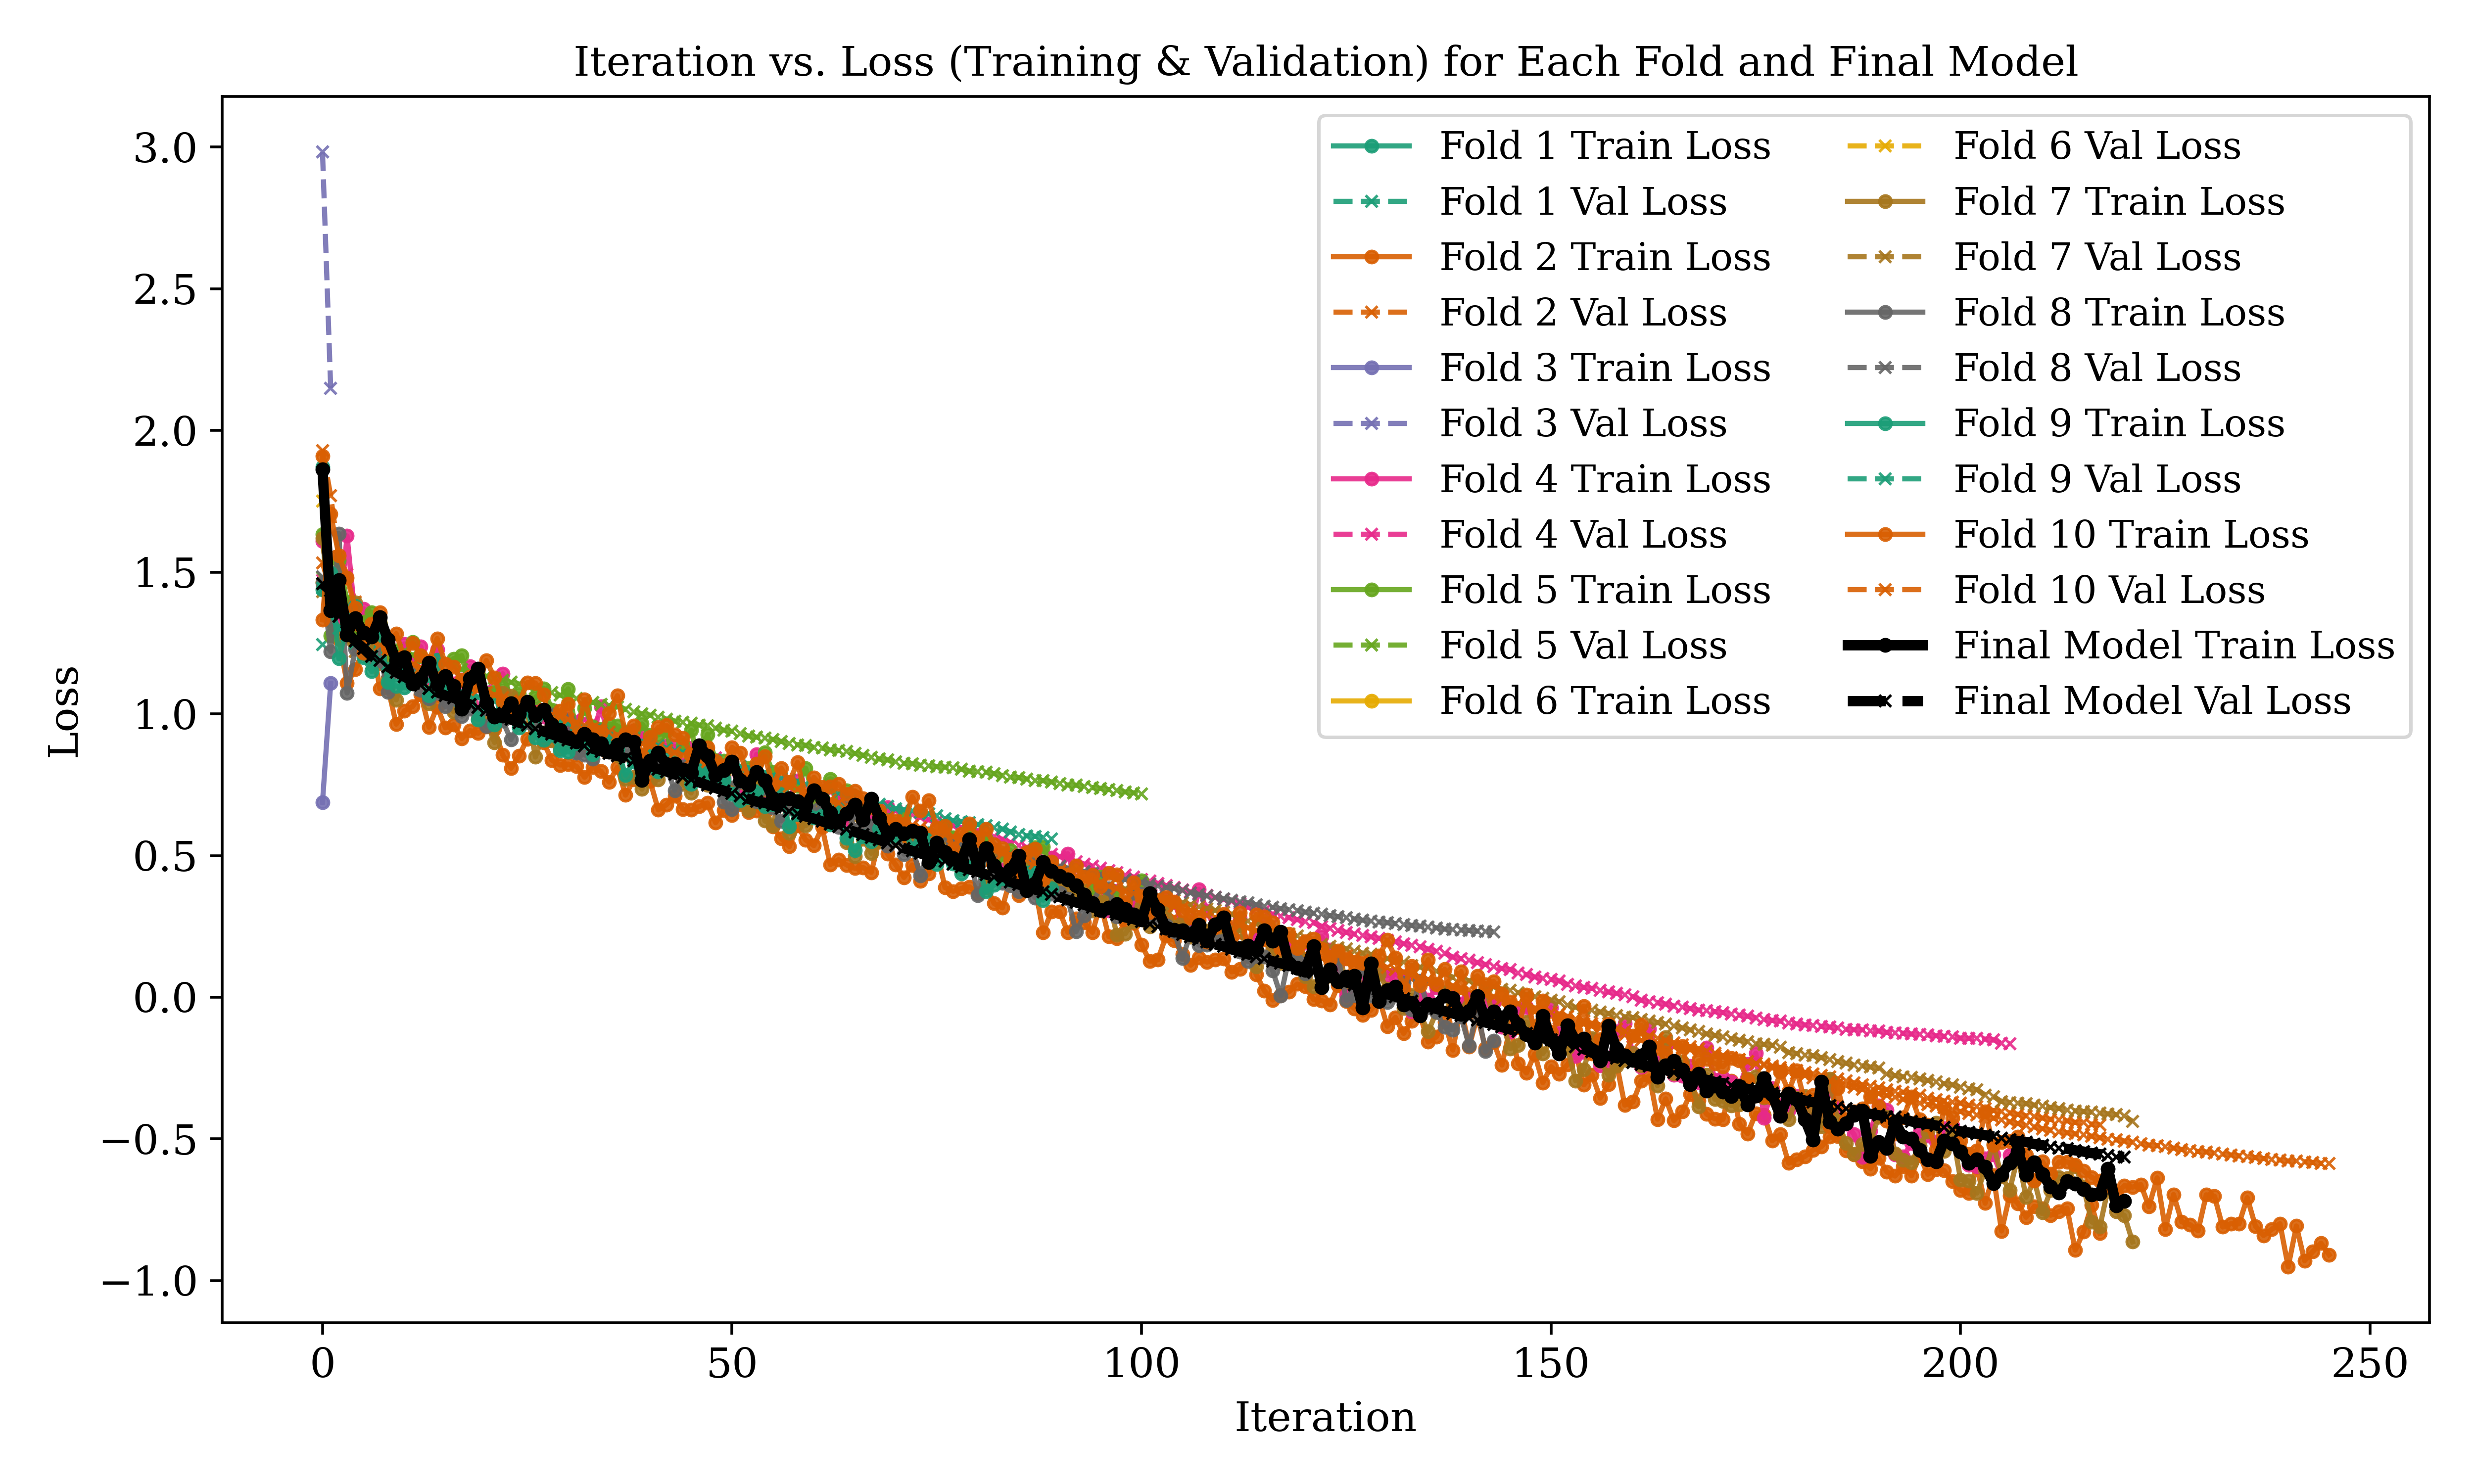 Iteration vs. Loss (Training & Validation) for Each Fold and Final Model
Loss
3.0
2.5
2.0
1.5
1.0
0.5
0.0
−0.5
−1.0
Fold 1 Train Loss
Fold 1 Val Loss
Fold 2 Train Loss
Fold 2 Val Loss
Fold 3 Train Loss
Fold 3 Val Loss
Fold 4 Train Loss
Fold 4 Val Loss
Fold 5 Train Loss
Fold 5 Val Loss
Fold 6 Train Loss
Fold 6 Val Loss
Fold 7 Train Loss
Fold 7 Val Loss
Fold 8 Train Loss
Fold 8 Val Loss
Fold 9 Train Loss
Fold 9 Val Loss
Fold 10 Train Loss
Fold 10 Val Loss
Final Model Train Loss
Final Model Val Loss
0 50 100 150 200 250
Iteration